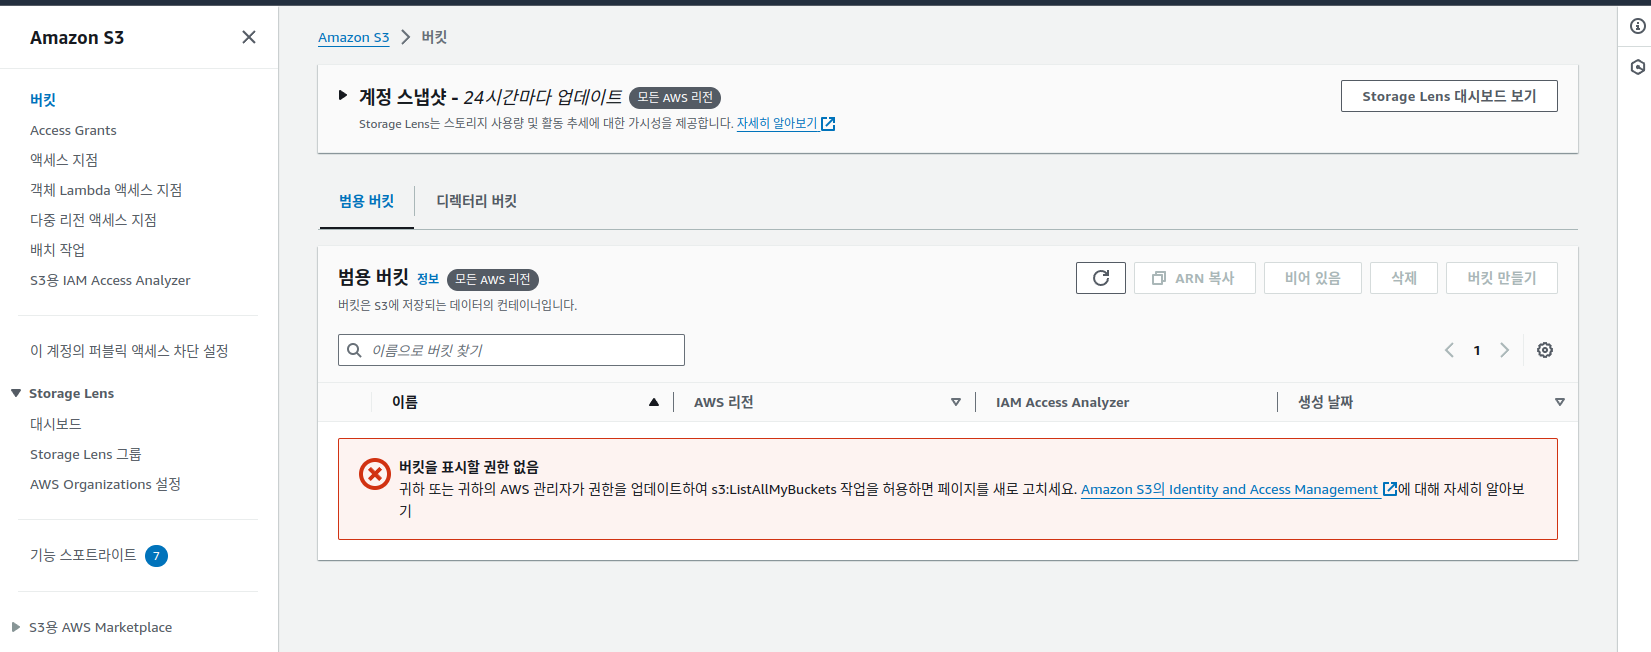 Amazon S3
버킷
Access Grants
액세스 지점
객체 Lambda 액세스 지점
다중 리전 액세스 지점
배치 작업
S3용 IAM Access Analyzer
이 계정의 퍼블릭 액세스 차단 설정
Storage Lens
대시보드
Storage Lens 그룹
AWS Organizations 설정
기능 스포트라이트 7
S3용 AWS Marketplace
Amazon S3 > 버킷
계정 스냅샷 - 24시간마다 업데이트 모든 AWS 리전
Storage Lens 대시보드 보기
Storage Lens는 스토리지 사용량 및 활동 추세에 대한 가시성을 제공합니다. 자세히 알아보기
범용 버킷 디렉터리 버킷
범용 버킷 정보 모든 AWS 리전
ARN 복사 비어 있음 삭제 버킷 만들기
버킷은 S3에 저장되는 데이터의 컨테이너입니다.
이름으로 버킷 찾기
1
이름 AWS 리전 IAM Access Analyzer 생성 날짜
버킷을 표시할 권한 없음
귀하 또는 귀하의 AWS 관리자가 권한을 업데이트하여 s3:ListAllMyBuckets 작업을 허용하면 페이지를 새로 고치세요. Amazon S3의 Identity and Access Management 에 대해 자세히 알아보
기